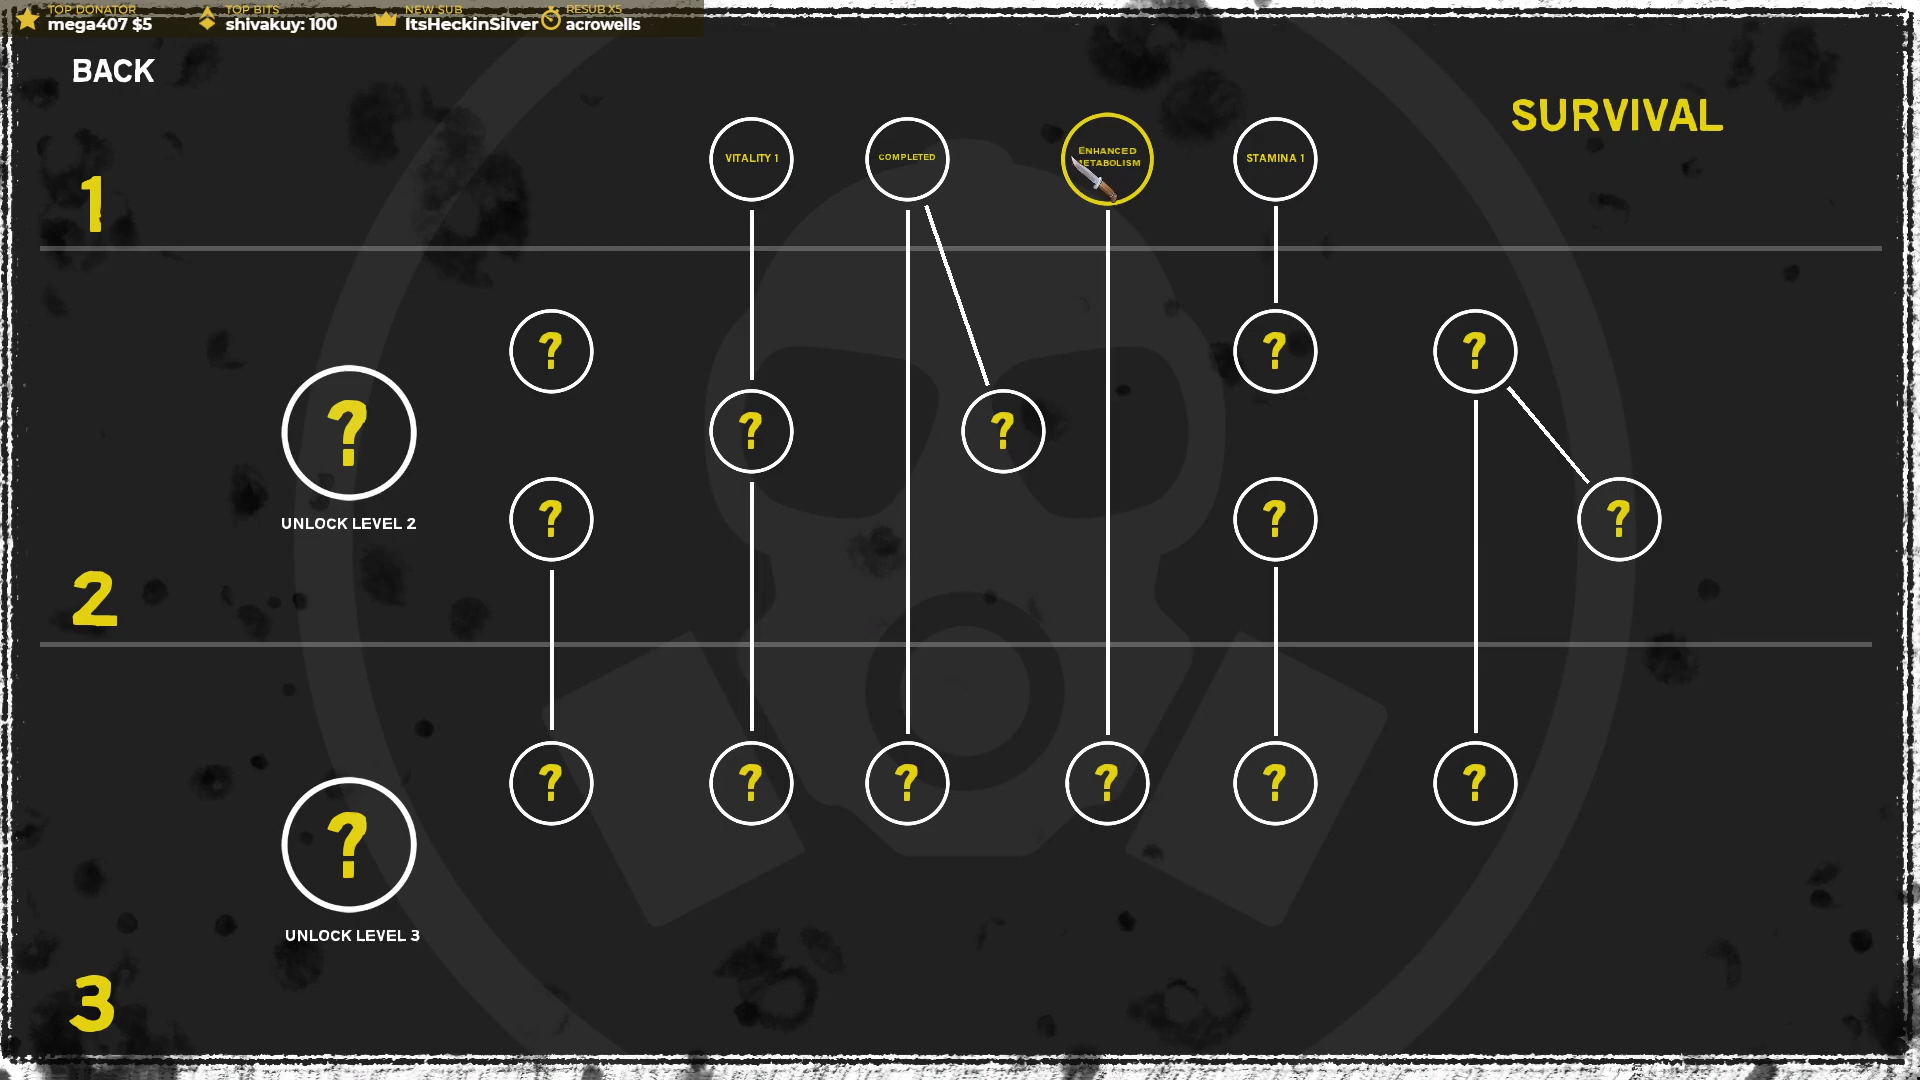 TOP DONATOR
mega407 $5
TOP BITS
shivakuy: 100
NEW SUB
ItsHeckinSilver
RESUB X5
acrowells
BACK
SURVIVAL
1
VITALITY 1
COMPLETED
ENHANCED
METABOLISM
STAMINA 1
?
?
?
?
?
?
UNLOCK LEVEL 2
?
?
?
2
?
?
?
?
?
?
?
UNLOCK LEVEL 3
3